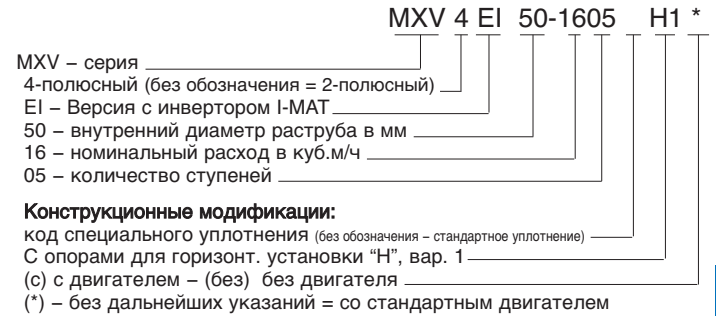 MXV 4 EI 50-1605 H1 *
MXV – серия
4-полюсный (без обозначения = 2-полюсный)
EI – Версия с инвертором I-MAT
50 – внутренний диаметр раструба в мм
16 – номинальный расход в куб.м/ч
05 – количество ступеней
Конструкционные модификации:
код специального уплотнения (без обозначения – стандартное уплотнение)
С опорами для горизонт. установки “Н”, вар. 1
(с) с двигателем – (без) без двигателя
(*) – без дальнейших указаний = со стандартным двигателем